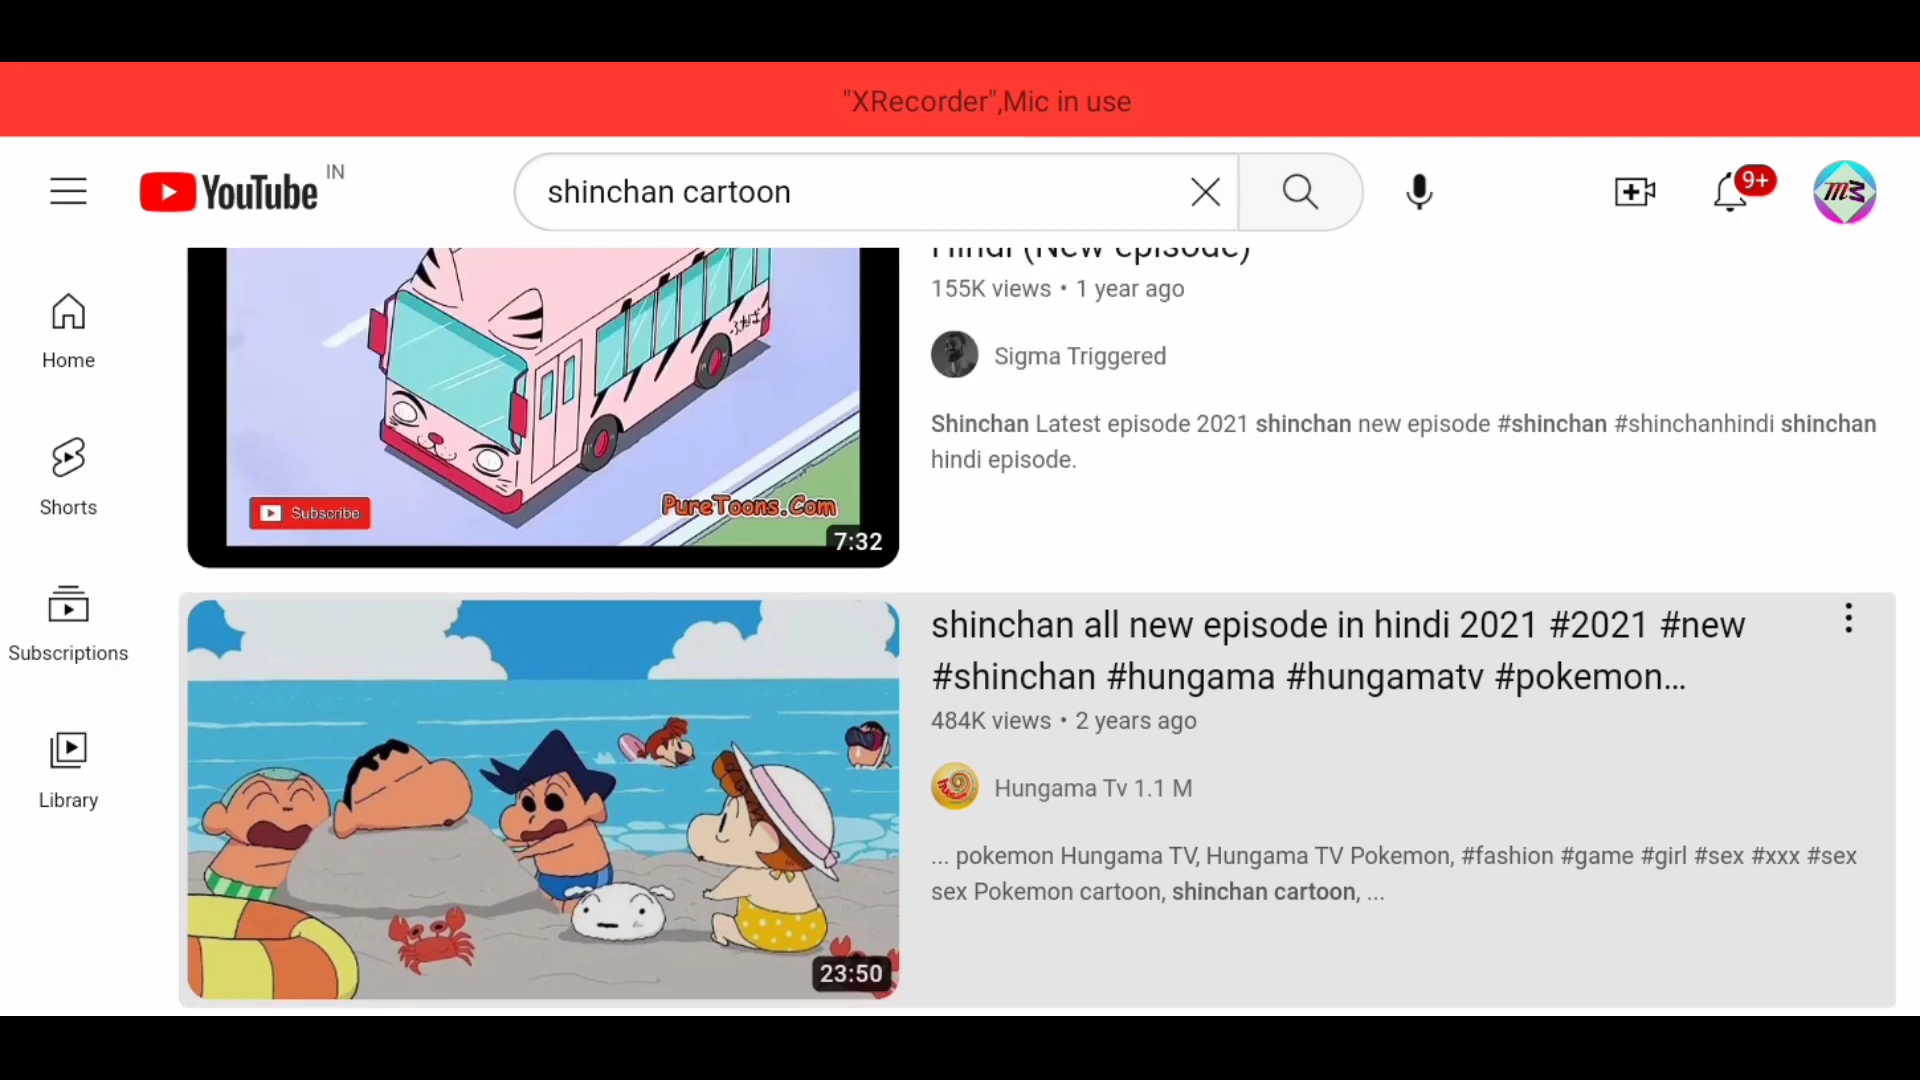 "XRecorder",Mic in use
YouTube IN
shinchan cartoon
9+
Home
Shorts
Subscriptions
Library
Subscribe
PureToons.Com
7:32
Hindi (New episode)
155K views • 1 year ago
Sigma Triggered
Shinchan Latest episode 2021 shinchan new episode #shinchan #shinchanhindi shinchan
hindi episode.
23:50
shinchan all new episode in hindi 2021 #2021 #new
#shinchan #hungama #hungamatv #pokemon...
484K views • 2 years ago
Hungama Tv 1.1 M
... pokemon Hungama TV, Hungama TV Pokemon, #fashion #game #girl #sex #xxx #sex
sex Pokemon cartoon, shinchan cartoon, ...